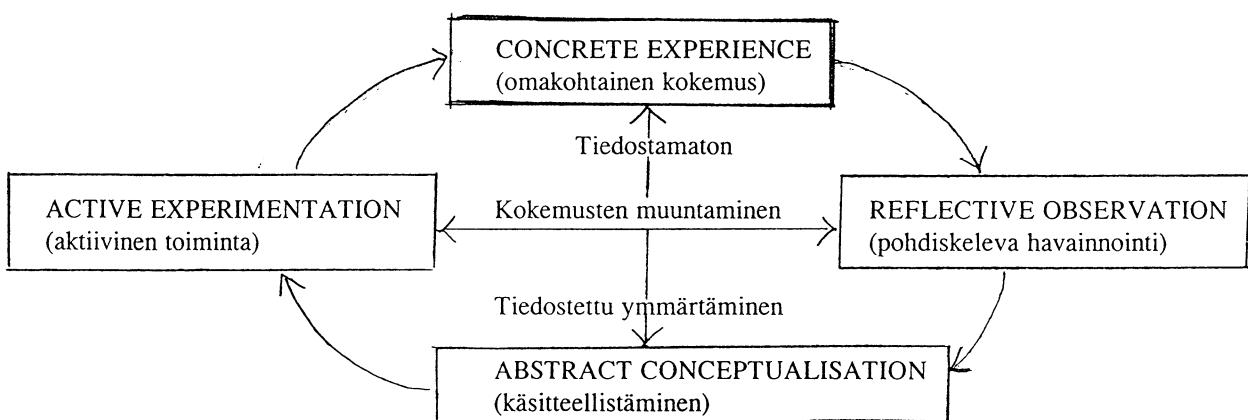 CONCRETE EXPERIENCE
(omakohtainen kokemus)
Tiedostamaton
ACTIVE EXPERIMENTATION
(aktiivinen toiminta)
Kokemusten muuntaminen
REFLECTIVE OBSERVATION
(pohdiskeleva havainnointi)
Tiedostettu ymmärtäminen
ABSTRACT CONCEPTUALISATION
(käsitteellistäminen)